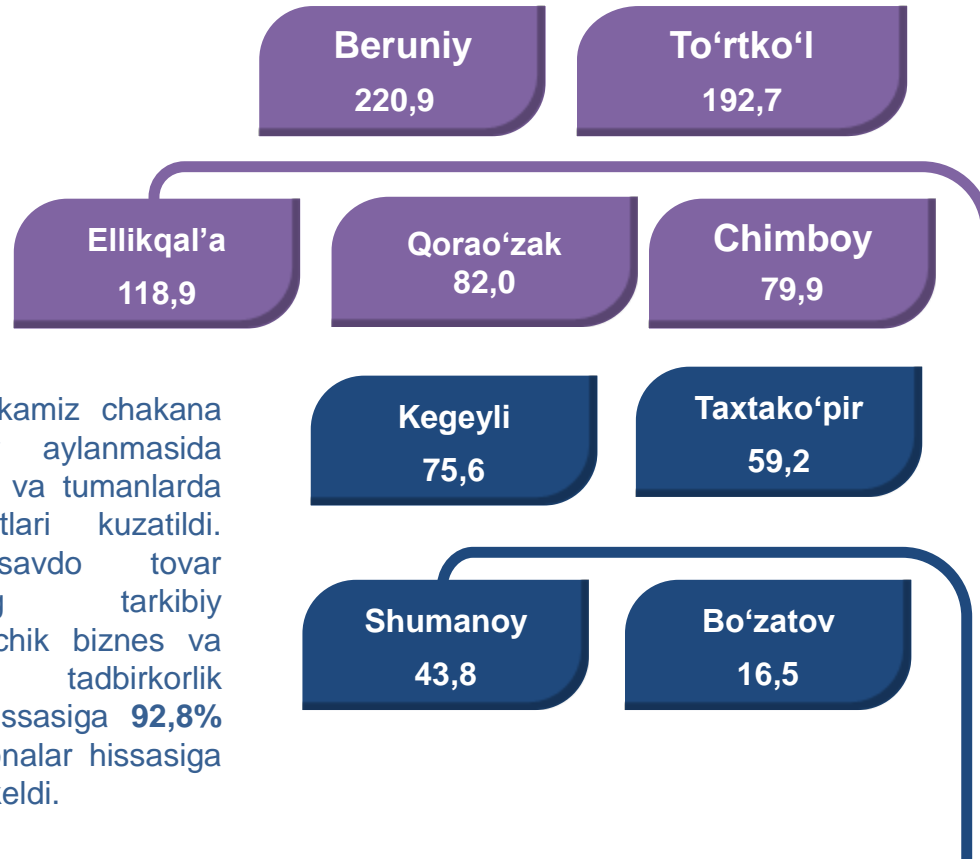 Beruniy
220,9
To‘rtko‘l
192,7
Ellikqal’a
118,9
Qorao‘zak
82,0
Chimboy
79,9
Kegeyli
75,6
Taxtako‘pir
59,2
Shumanoy
43,8
Bo‘zatov
16,5
kamiz chakana
aylanmasida
va tumanlarda
tlari kuzatildi.
savdo tovar
g tarkibiy
chik biznes va
tadbirkorlik
ssasiga 92,8%
onalar hissasiga
keldi.